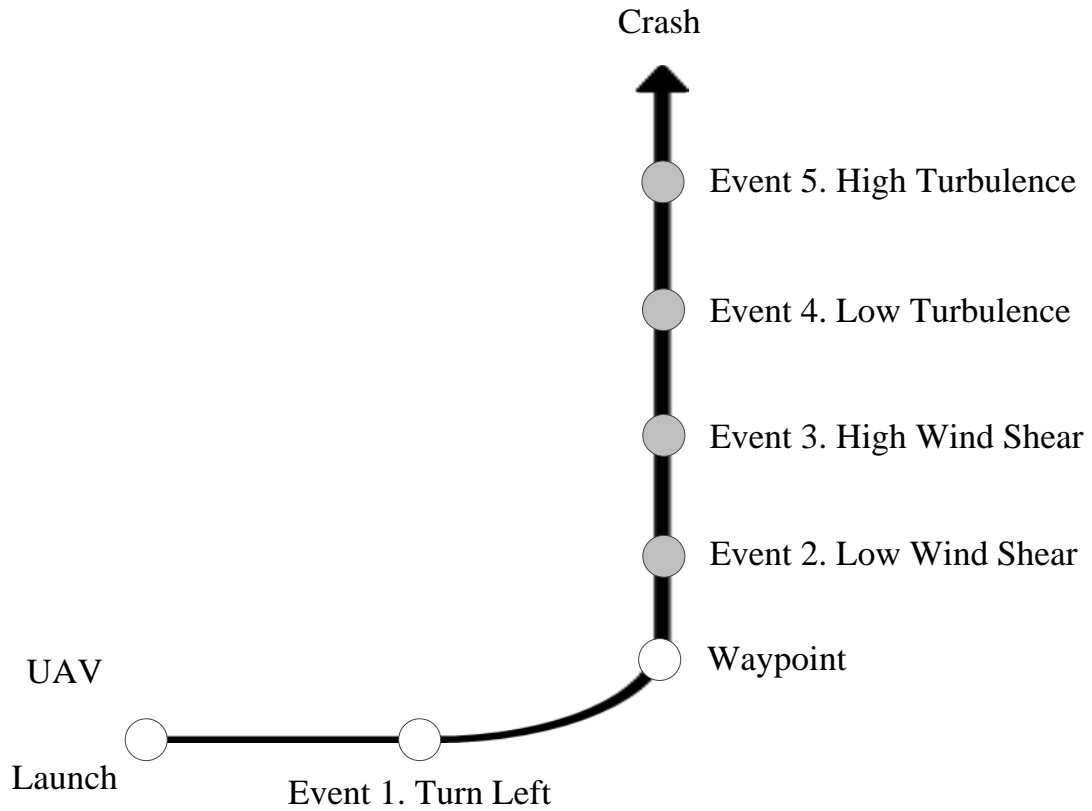 Crash
Event 5. High Turbulence
Event 4. Low Turbulence
Event 3. High Wind Shear
Event 2. Low Wind Shear
Waypoint
UAV
Launch
Event 1. Turn Left